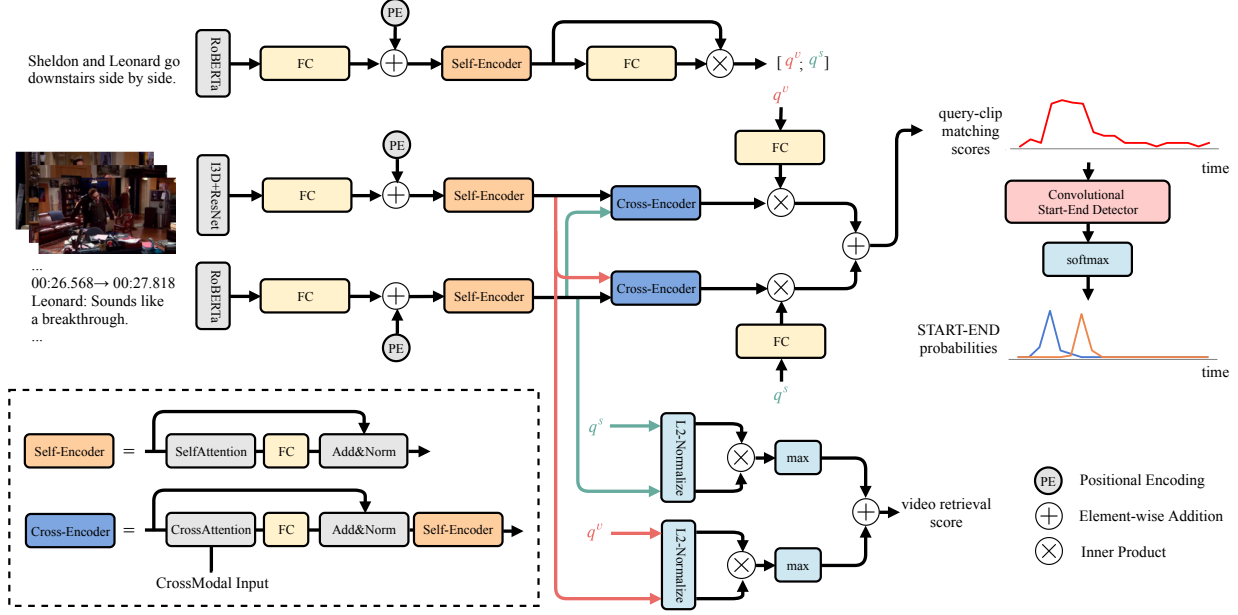 Sheldon and Leonard go
downstairs side by side.
RoBERTa
FC
PE
Self-Encoder
FC
[ q^v; q^s ]
q^v
FC
I3D+ResNet
FC
PE
Self-Encoder
Cross-Encoder
query-clip
matching
scores
time
Convolutional
Start-End Detector
softmax
START-END
probabilities
time
...
00:26.568→ 00:27.818
Leonard: Sounds like
a breakthrough.
...
RoBERTa
FC
PE
Self-Encoder
Cross-Encoder
FC
q^s
q^s
L2-Normalize
max
q^v
L2-Normalize
max
video retrieval
score
Self-Encoder = SelfAttention FC Add&Norm
Cross-Encoder = CrossAttention FC Add&Norm Self-Encoder
CrossModal Input
PE Positional Encoding
Element-wise Addition
Inner Product